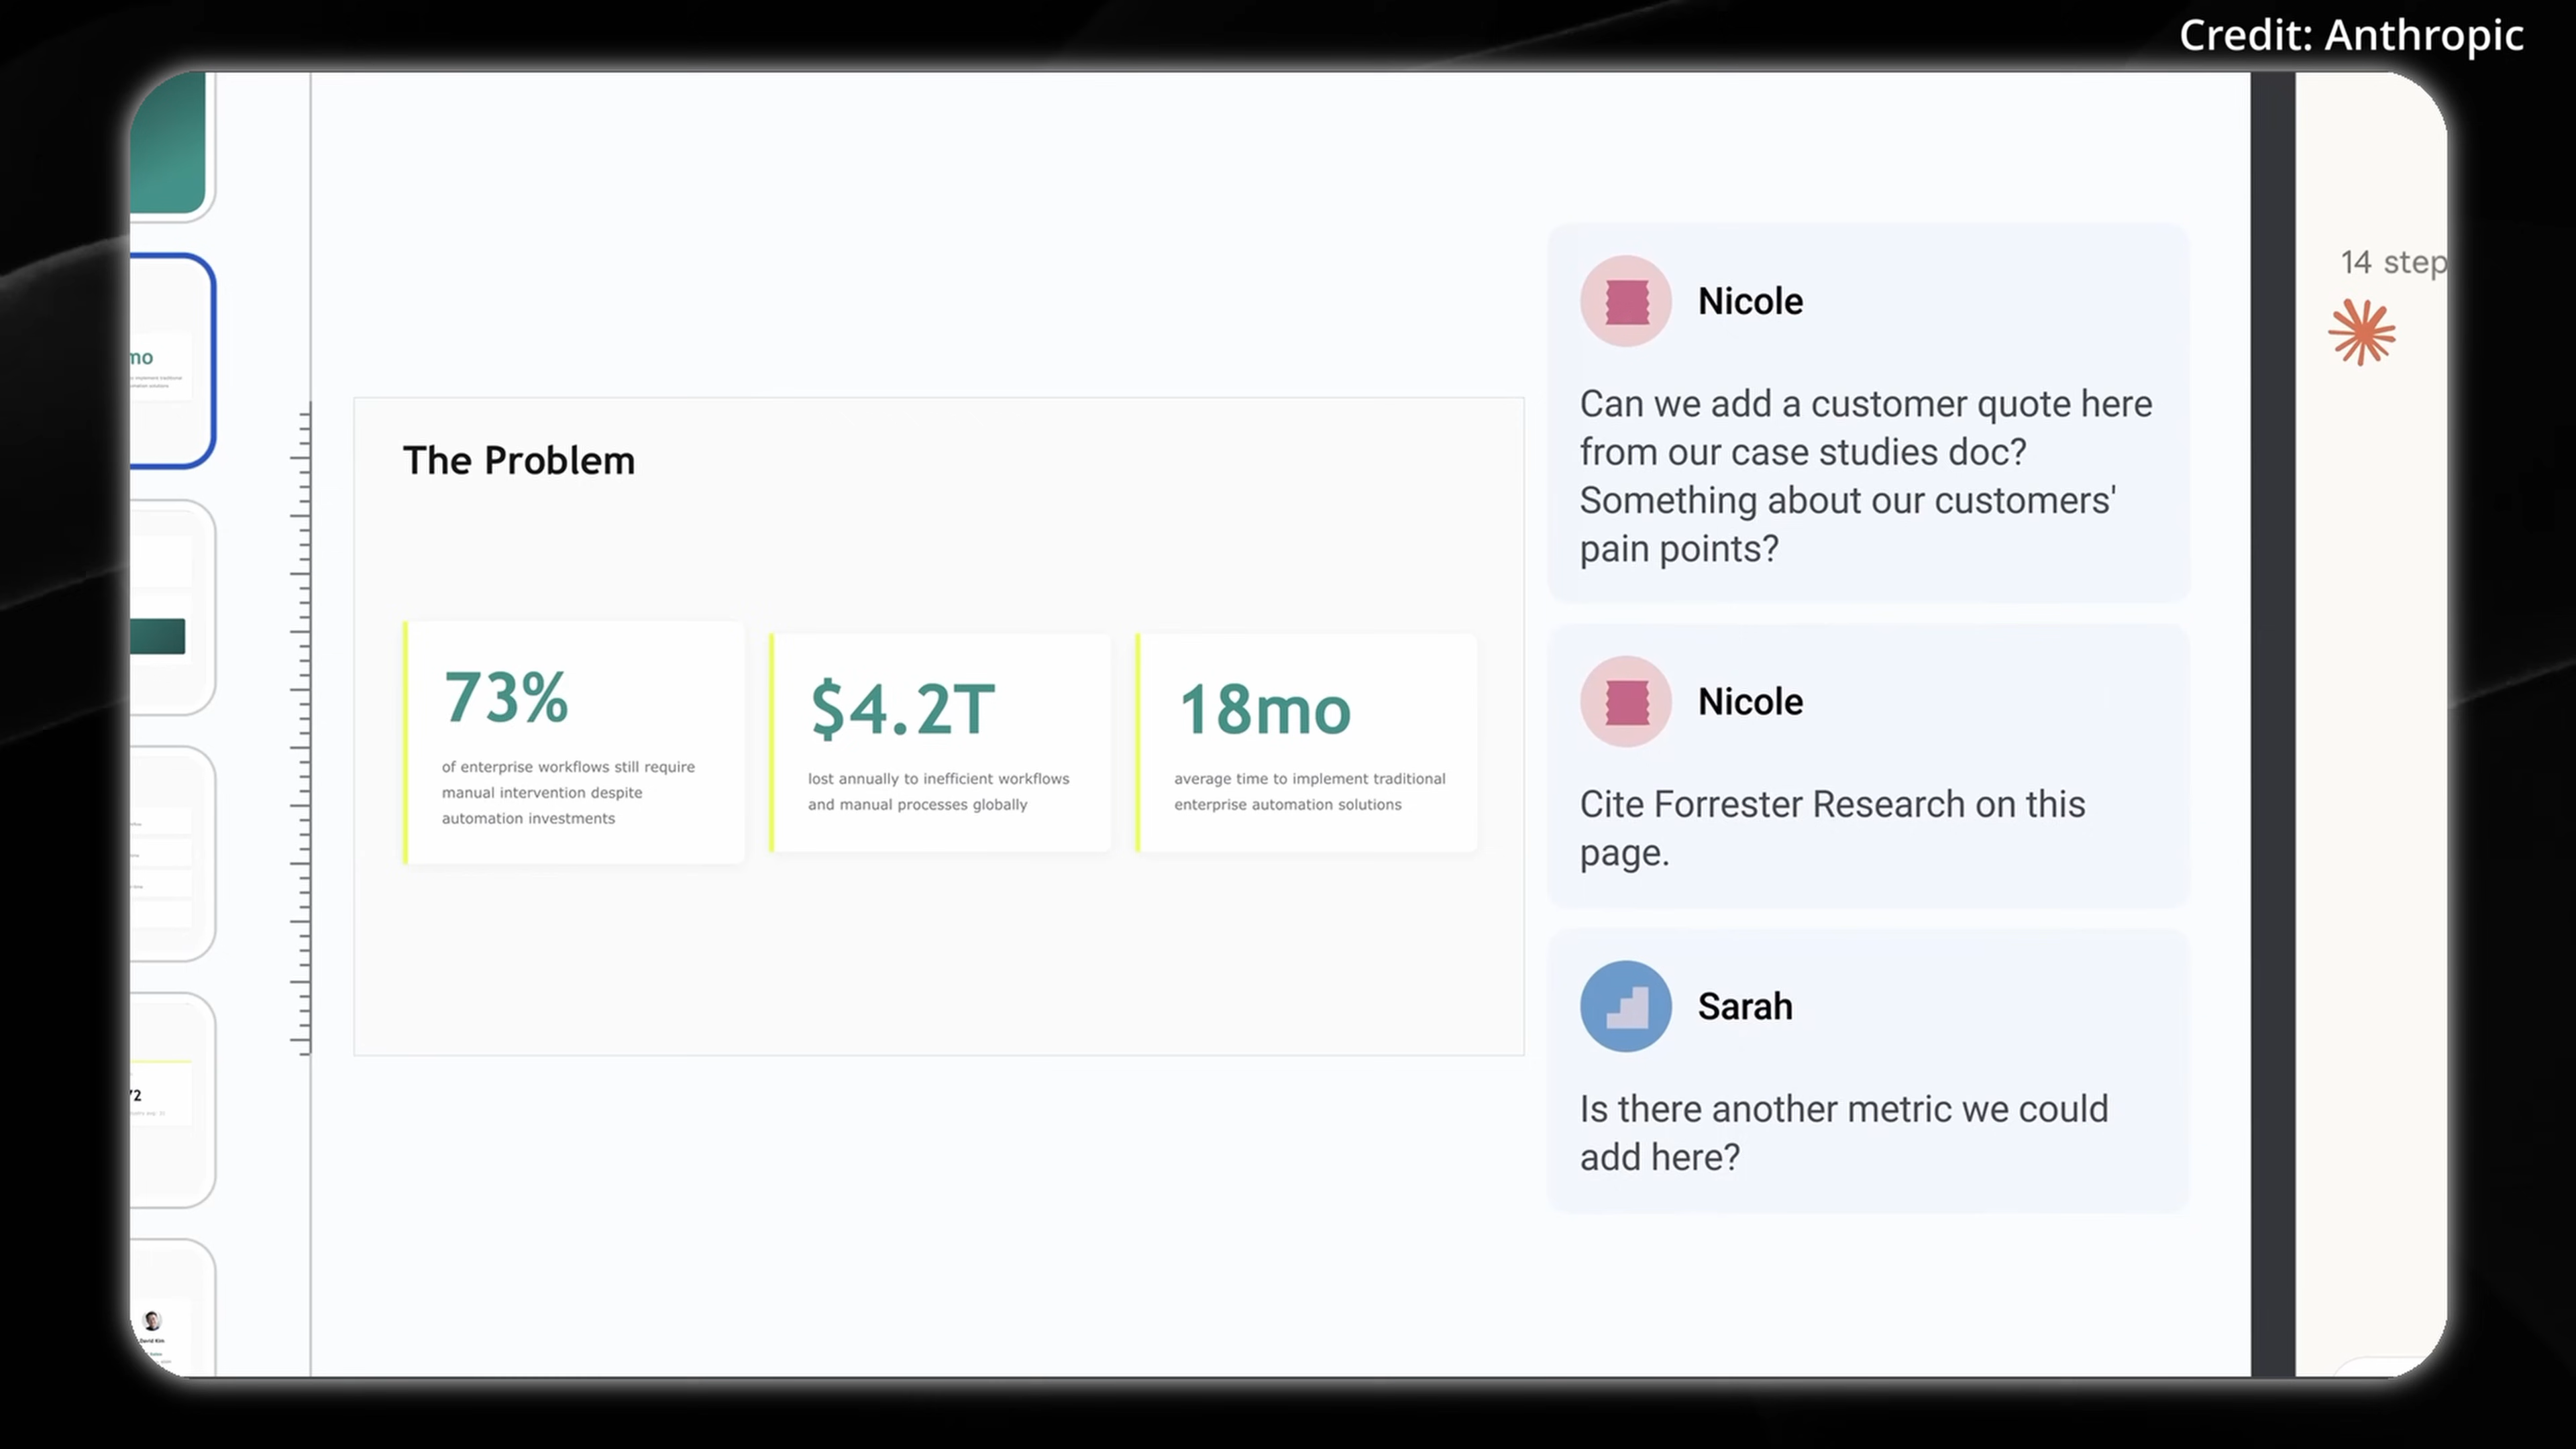 Credit: Anthropic
mo
The Problem
73%
of enterprise workflows still require
manual intervention despite
automation investments
$4.2T
lost annually to inefficient workflows
and manual processes globally
18mo
average time to implement traditional
enterprise automation solutions
Nicole
Can we add a customer quote here
from our case studies doc?
Something about our customers'
pain points?
Nicole
Cite Forrester Research on this
page.
Sarah
Is there another metric we could
add here?
14 step
David Kim